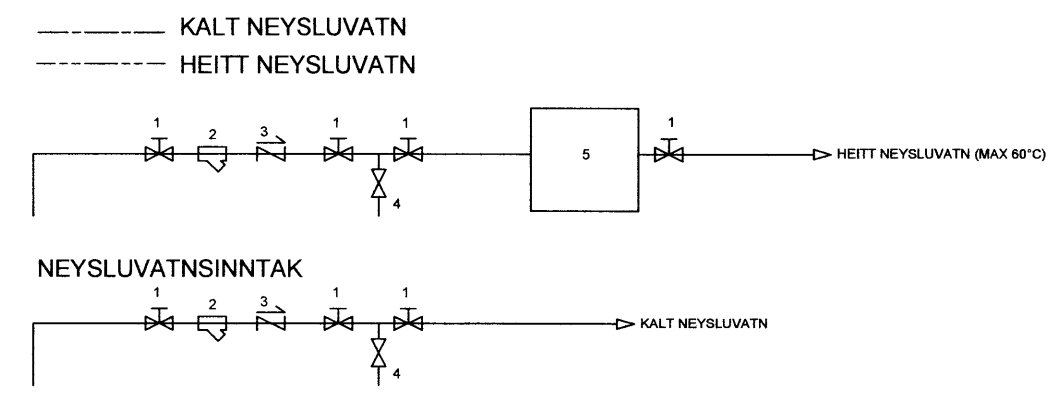 KALT NEYSLUVATN
HEITT NEYSLUVATN
1 2 3 1 1 1
5
HEITT NEYSLUVATN (MAX 60°C)
4
NEYSLUVATNSINNTAK
1 2 3 1 1
KALT NEYSLUVATN
4